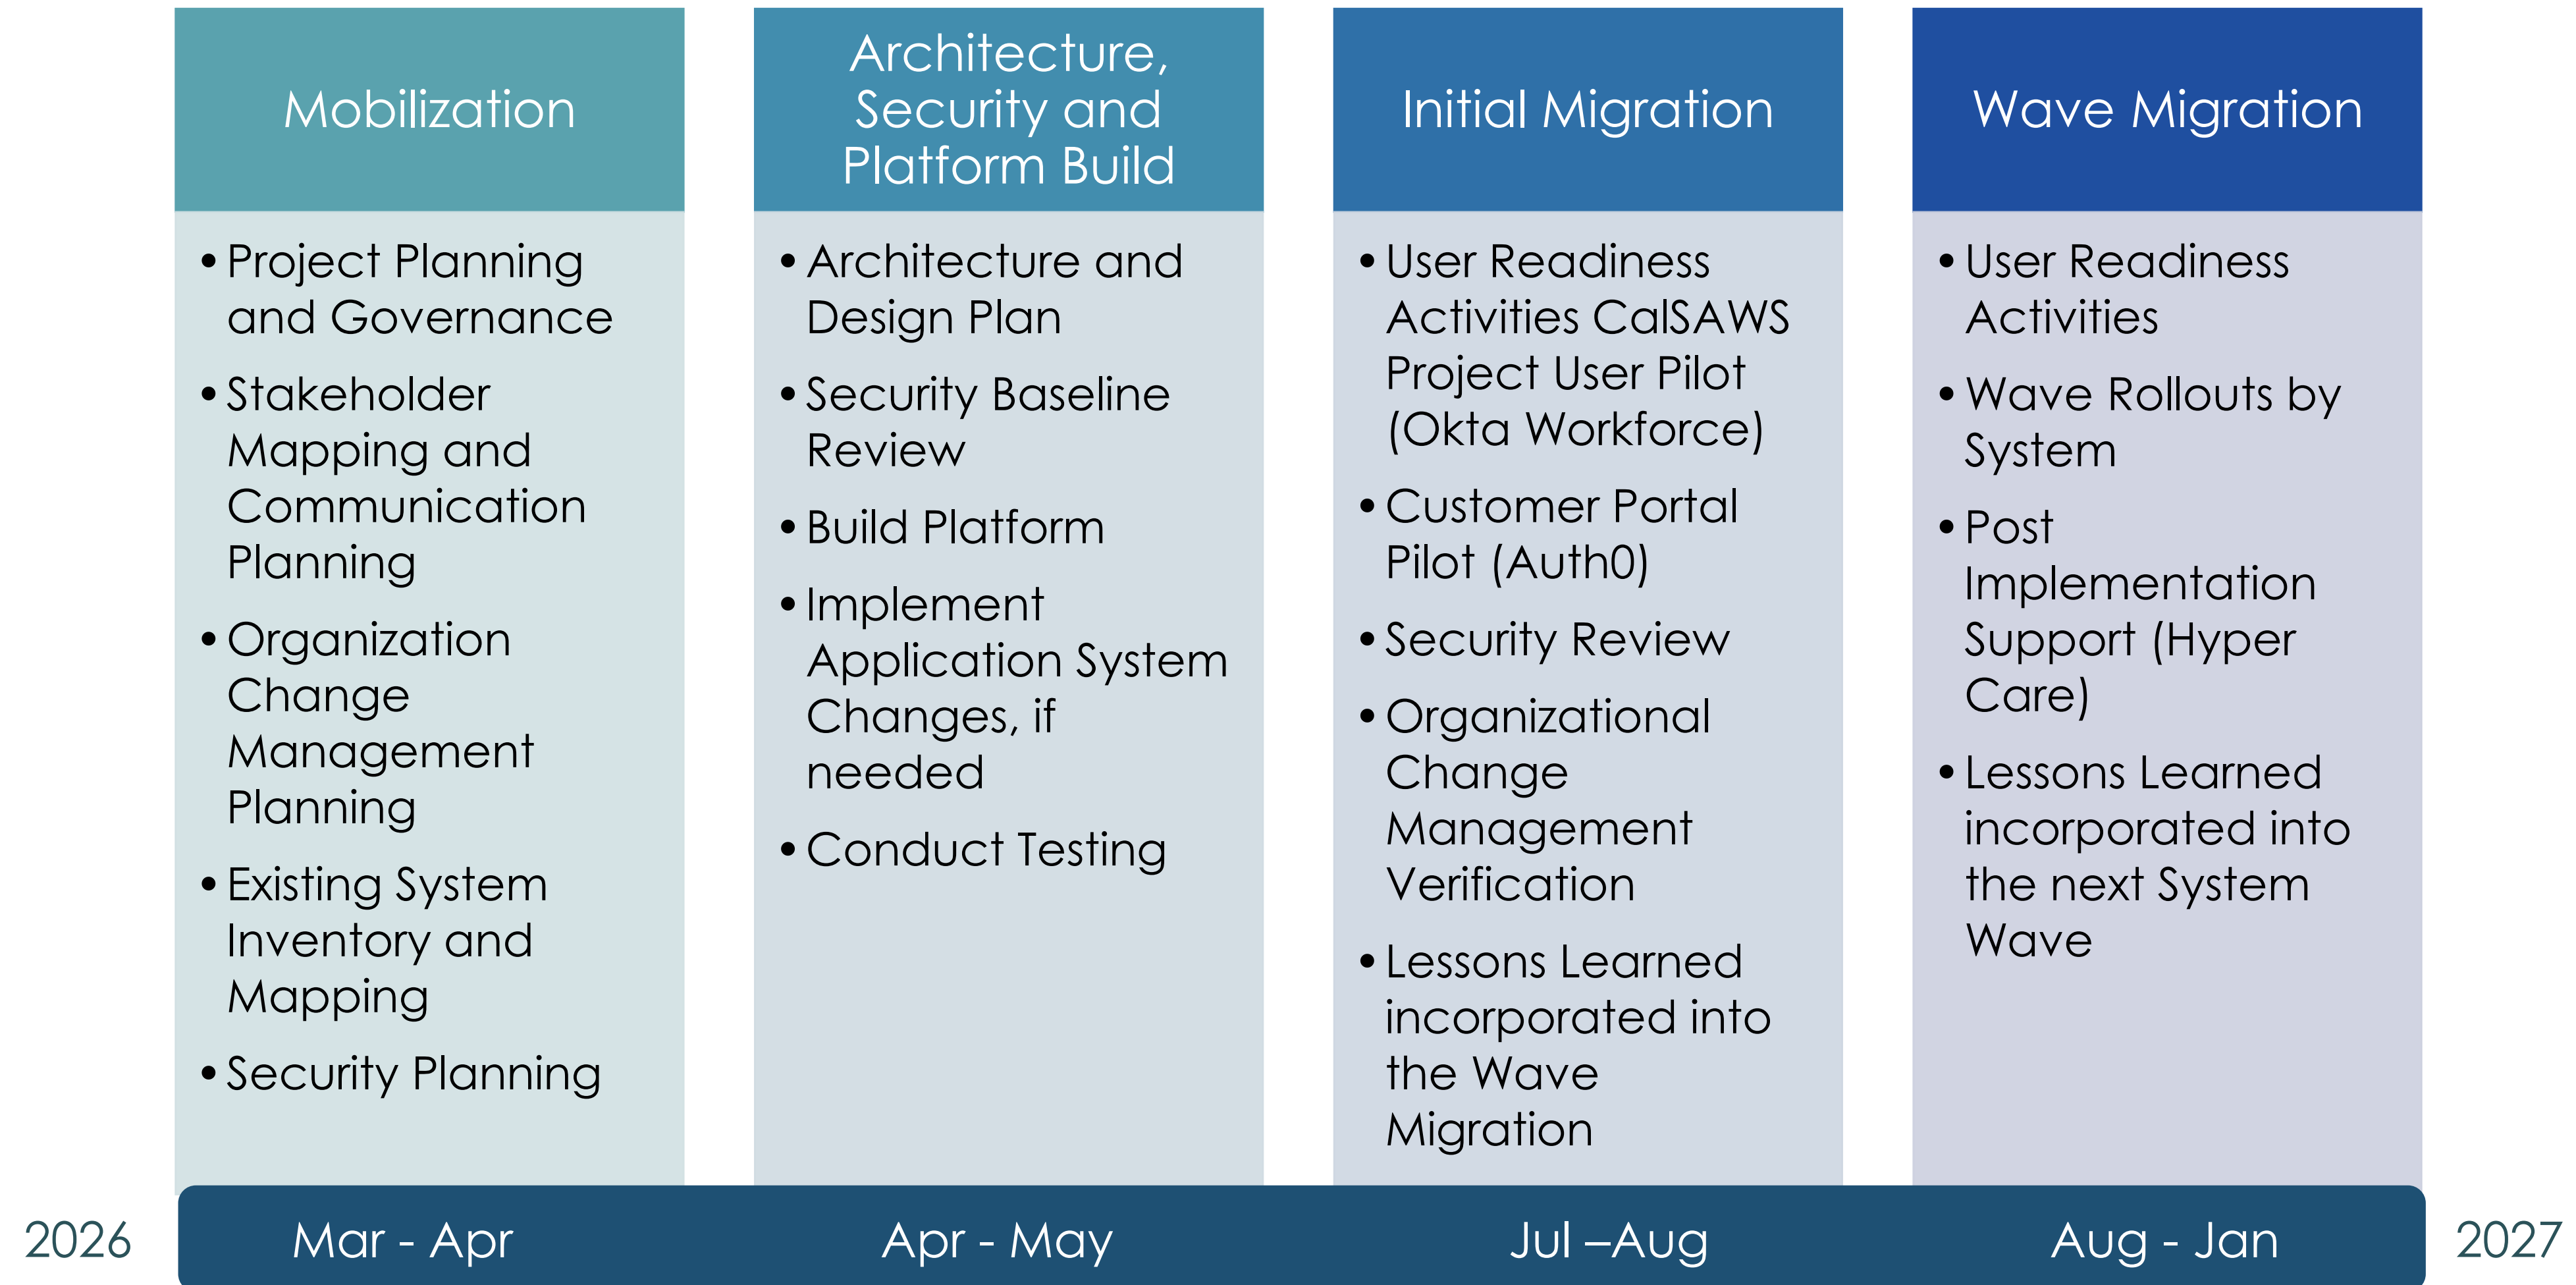 Mobilization
•Project Planning
and Governance
•Stakeholder
Mapping and
Communication
Planning
•Organization
Change
Management
Planning
•Existing System
Inventory and
Mapping
•Security Planning
Architecture,
Security and
Platform Build
•Architecture and
Design Plan
•Security Baseline
Review
•Build Platform
•Implement
Application System
Changes, if
needed
•Conduct Testing
Initial Migration
•User Readiness
Activities CalSAWS
Project User Pilot
(Okta Workforce)
•Customer Portal
Pilot (Auth0)
•Security Review
•Organizational
Change
Management
Verification
•Lessons Learned
incorporated into
the Wave
Migration
Wave Migration
•User Readiness
Activities
•Wave Rollouts by
System
•Post
Implementation
Support (Hyper
Care)
•Lessons Learned
incorporated into
the next System
Wave
2026
Mar - Apr
Apr - May
Jul –Aug
Aug - Jan
2027